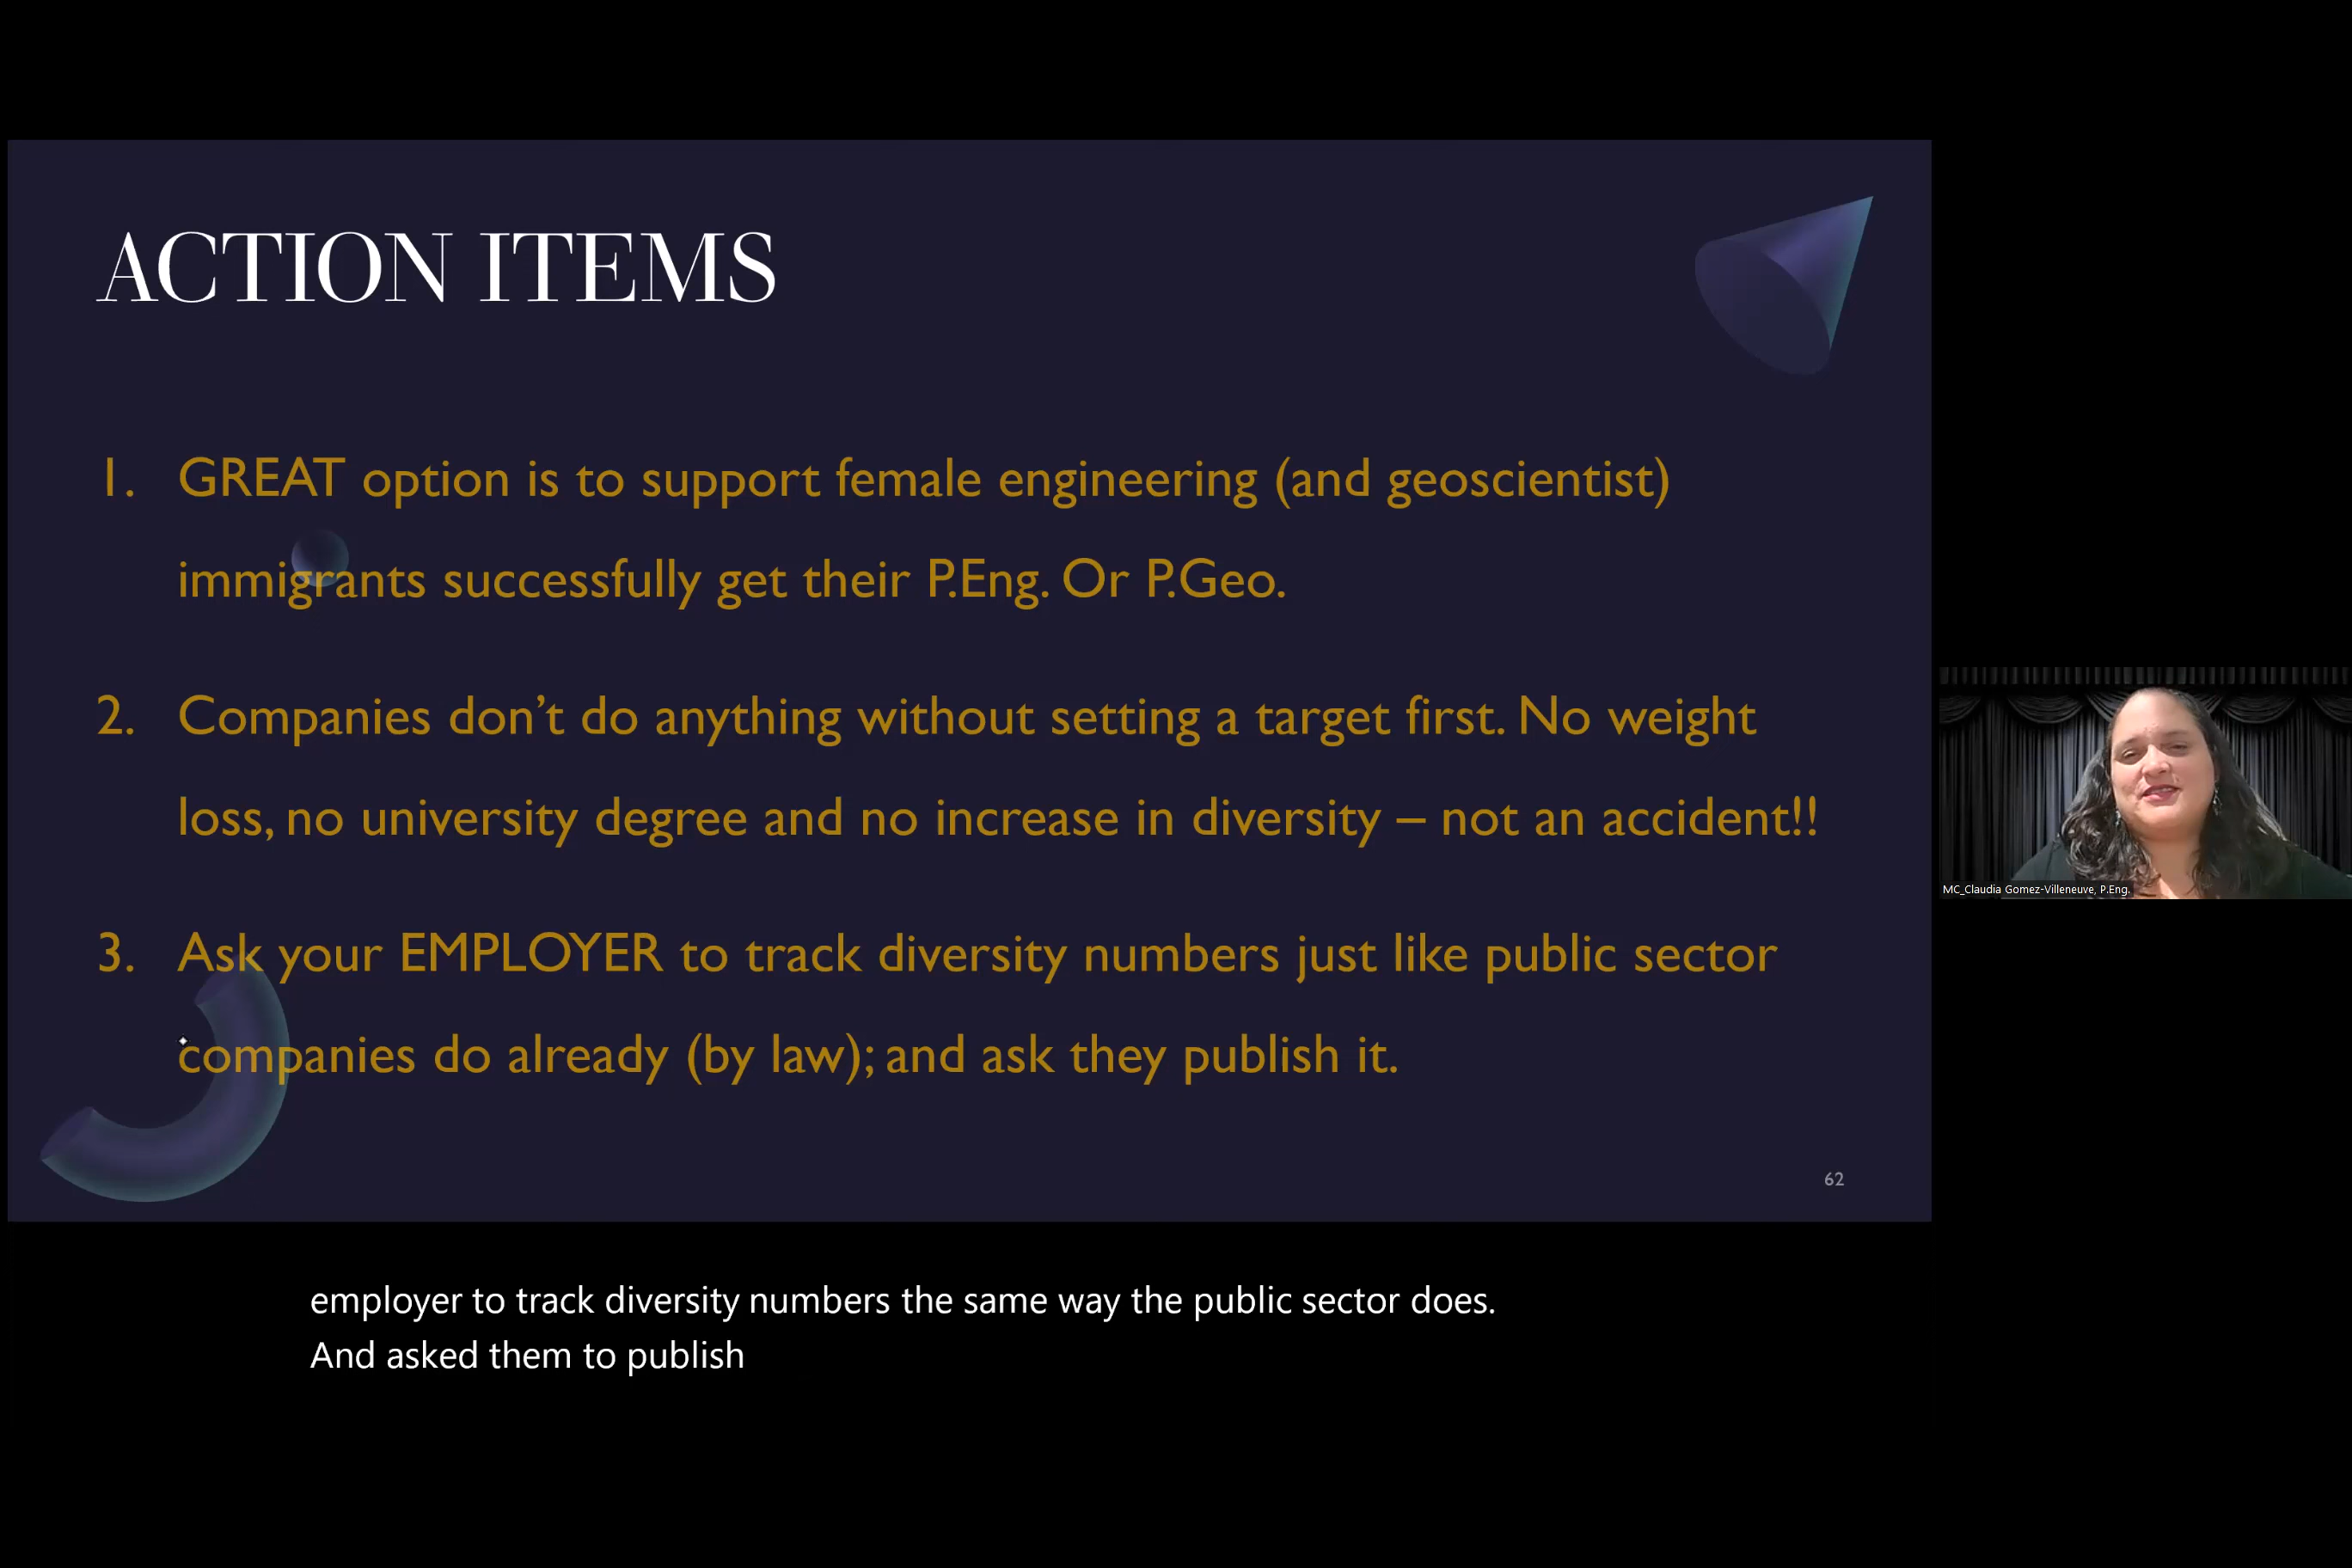 ACTION ITEMS
1. GREAT option is to support female engineering (and geoscientist)
immigrants successfully get their P.Eng. Or P.Geo.
2. Companies don’t do anything without setting a target first. No weight
loss, no university degree and no increase in diversity – not an accident!!
3. Ask your EMPLOYER to track diversity numbers just like public sector
companies do already (by law); and ask they publish it.
62
MC_Claudia Gomez-Villeneuve, P.Eng.
employer to track diversity numbers the same way the public sector does.
And asked them to publish